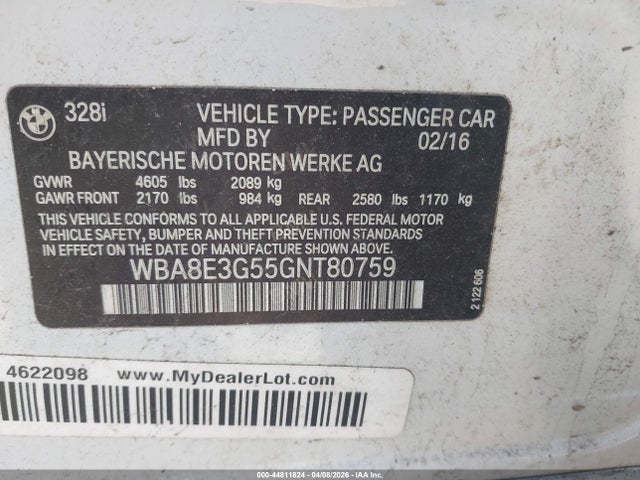 328i VEHICLE TYPE: PASSENGER CAR
MFD BY 02/16
BAYERISCHE MOTOREN WERKE AG
GVWR 4605 lbs 2089 kg
GAWR FRONT 2170 lbs 984 kg REAR 2580 lbs 1170 kg
THIS VEHICLE CONFORMS TO ALL APPLICABLE U.S. FEDERAL MOTOR
VEHICLE SAFETY, BUMPER AND THEFT PREVENTION STANDARDS IN
EFFECT ON THE DATE OF MANUFACTURE SHOWN ABOVE.
WBA8E3G55GNT80759
2 122 606
4622098 www.MyDealerLot.com
000-44811824 04/08/2026 - IAA Inc.